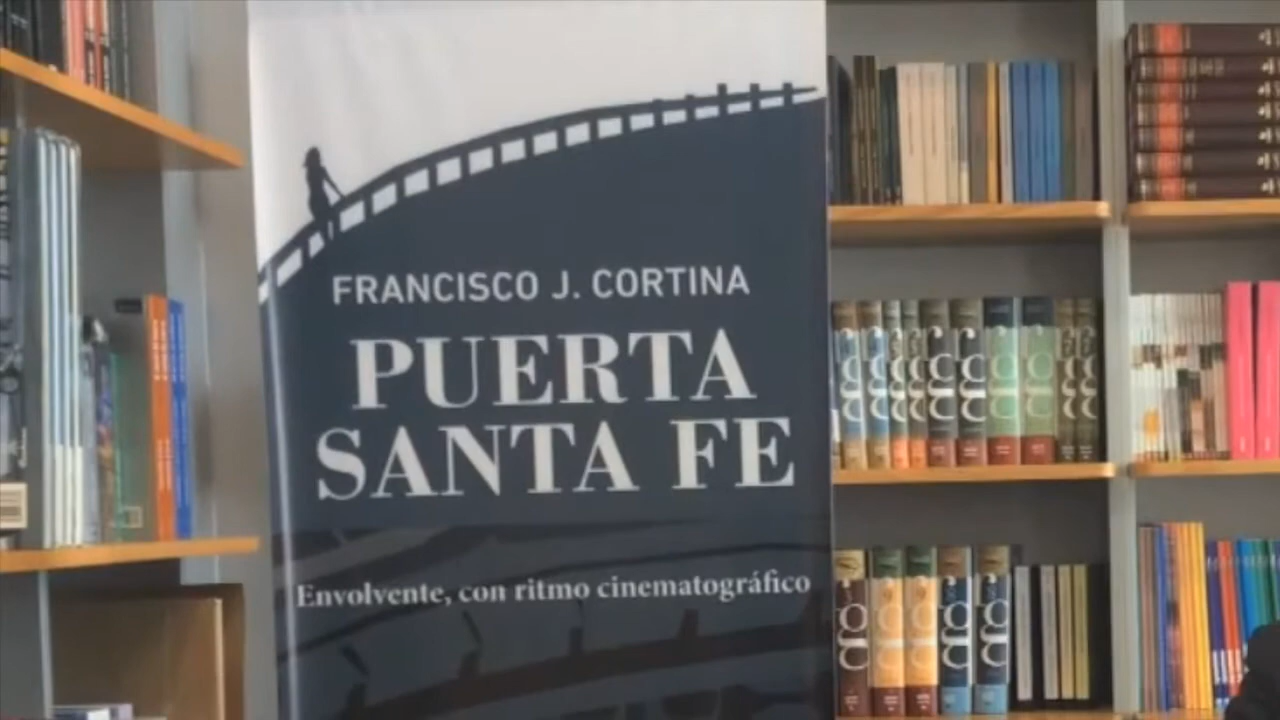 FRANCISCO J. CORTINA
PUERTA
SANTA FE
Envolvente, con ritmo cinematográfico